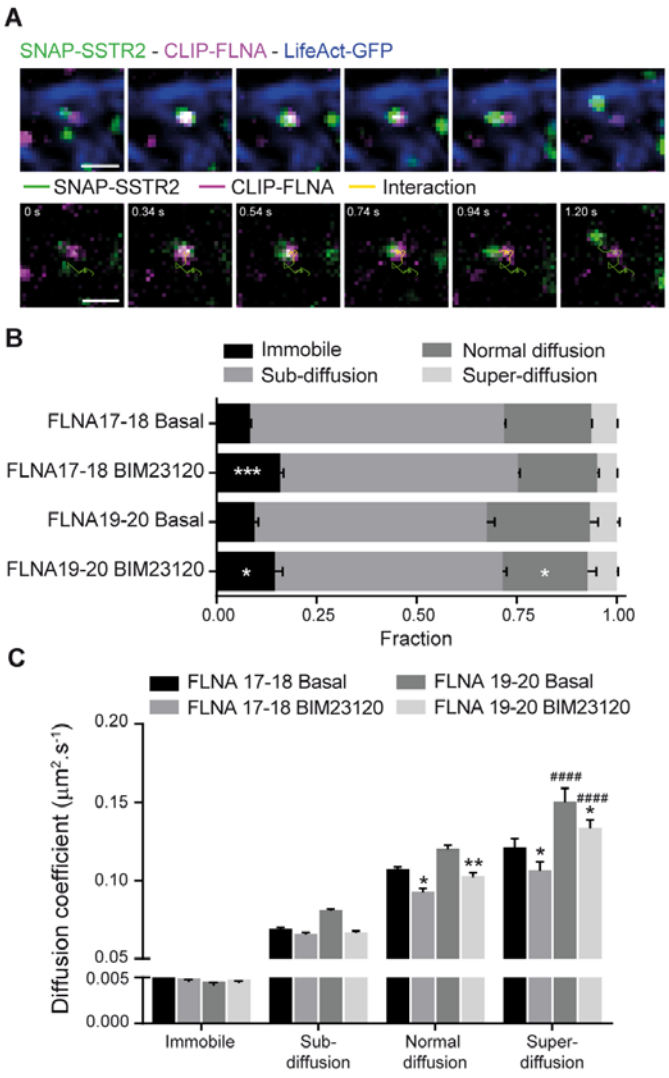 A
SNAP-SSTR2 - CLIP-FLNA - LifeAct-GFP
SNAP-SSTR2 CLIP-FLNA Interaction
0 s 0.34 s 0.54 s 0.74 s 0.94 s 1.20 s
B
Immobile Normal diffusion
Sub-diffusion Super-diffusion
FLNA17-18 Basal
FLNA17-18 BIM23120 ***
FLNA19-20 Basal
FLNA19-20 BIM23120 * *
0.00 0.25 0.50 0.75 1.00
Fraction
C
FLNA 17-18 Basal FLNA 19-20 Basal
FLNA 17-18 BIM23120 FLNA 19-20 BIM23120
Diffusion coefficient (μm².s⁻¹)
0.20
0.15
0.10
0.05
0.005
0.000
* ** * #### ####
*
Immobile Sub- Normal Super-
diffusion diffusion diffusion